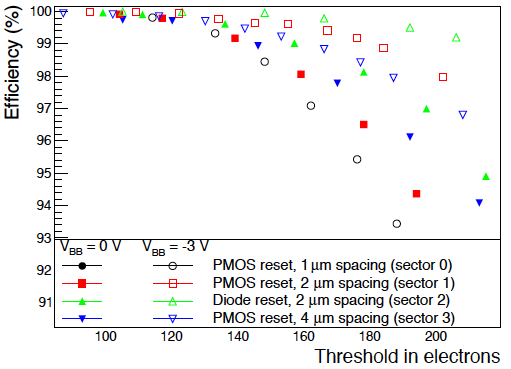 Efficiency (%)
100
99
98
97
96
95
94
93
92
91
V_BB = 0 V V_BB = -3 V
PMOS reset, 1 μm spacing (sector 0)
PMOS reset, 2 μm spacing (sector 1)
Diode reset, 2 μm spacing (sector 2)
PMOS reset, 4 μm spacing (sector 3)
100 120 140 160 180 200
Threshold in electrons